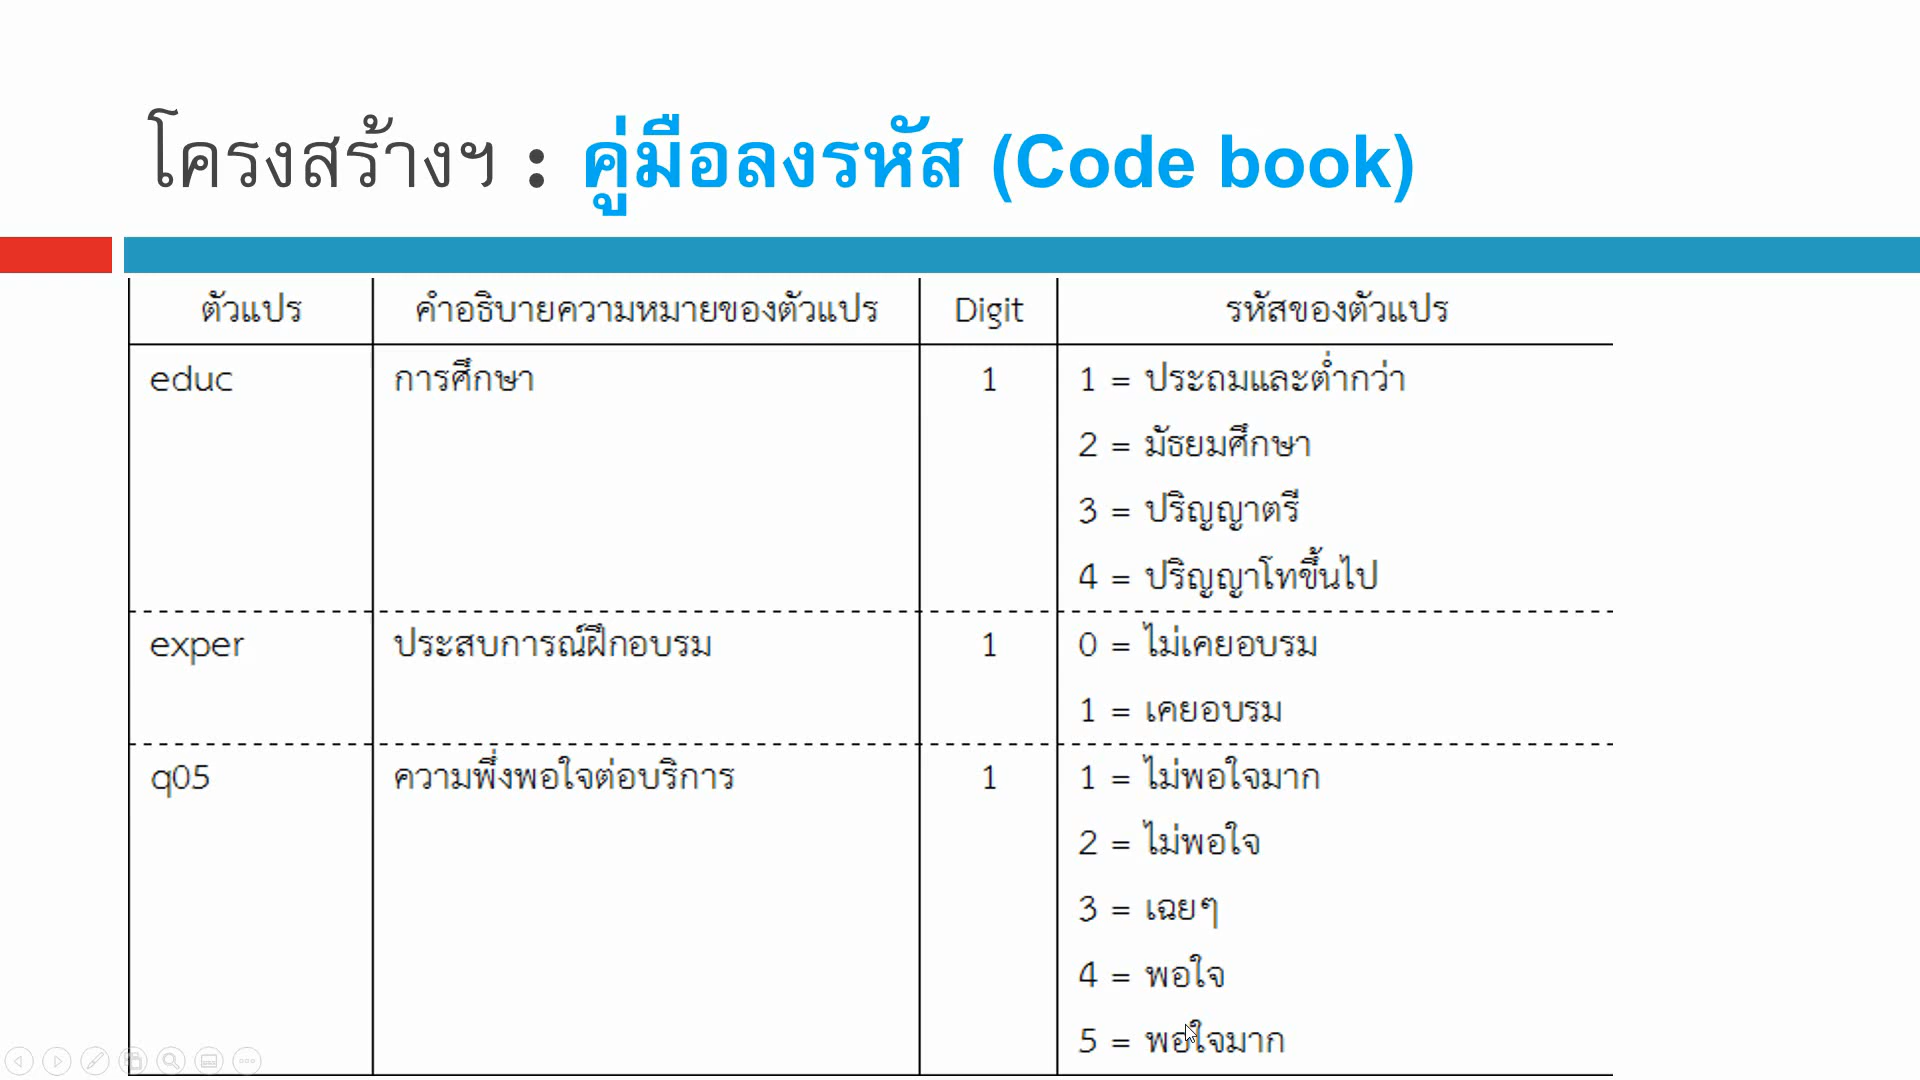 โครงสร้างฯ : คู่มือลงรหัส (Code book)
ตัวแปร คำอธิบายความหมายของตัวแปร Digit รหัสของตัวแปร
educ การศึกษา 1 1 = ประถมและต่ำกว่า
2 = มัธยมศึกษา
3 = ปริญญาตรี
4 = ปริญญาโทขึ้นไป
exper ประสบการณ์ฝึกอบรม 1 0 = ไม่เคยอบรม
1 = เคยอบรม
q05 ความพึ่งพอใจต่อบริการ 1 1 = ไม่พอใจมาก
2 = ไม่พอใจ
3 = เฉยๆ
4 = พอใจ
5 = พอใจมาก